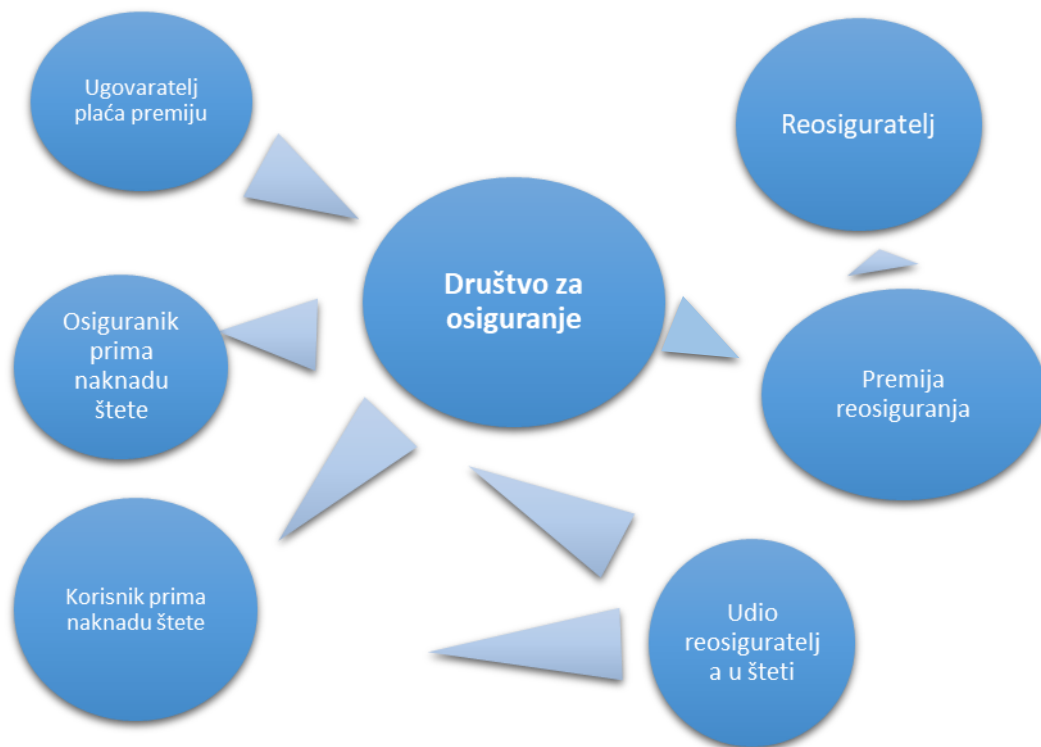 Ugovaratelj
plaća premiju
Reosiguratelj
Društvo za
osiguranje
Osiguranik
prima
naknadu
štete
Premija
reosiguranja
Korisnik prima
naknadu štete
Udio
reosiguratelj
a u šteti